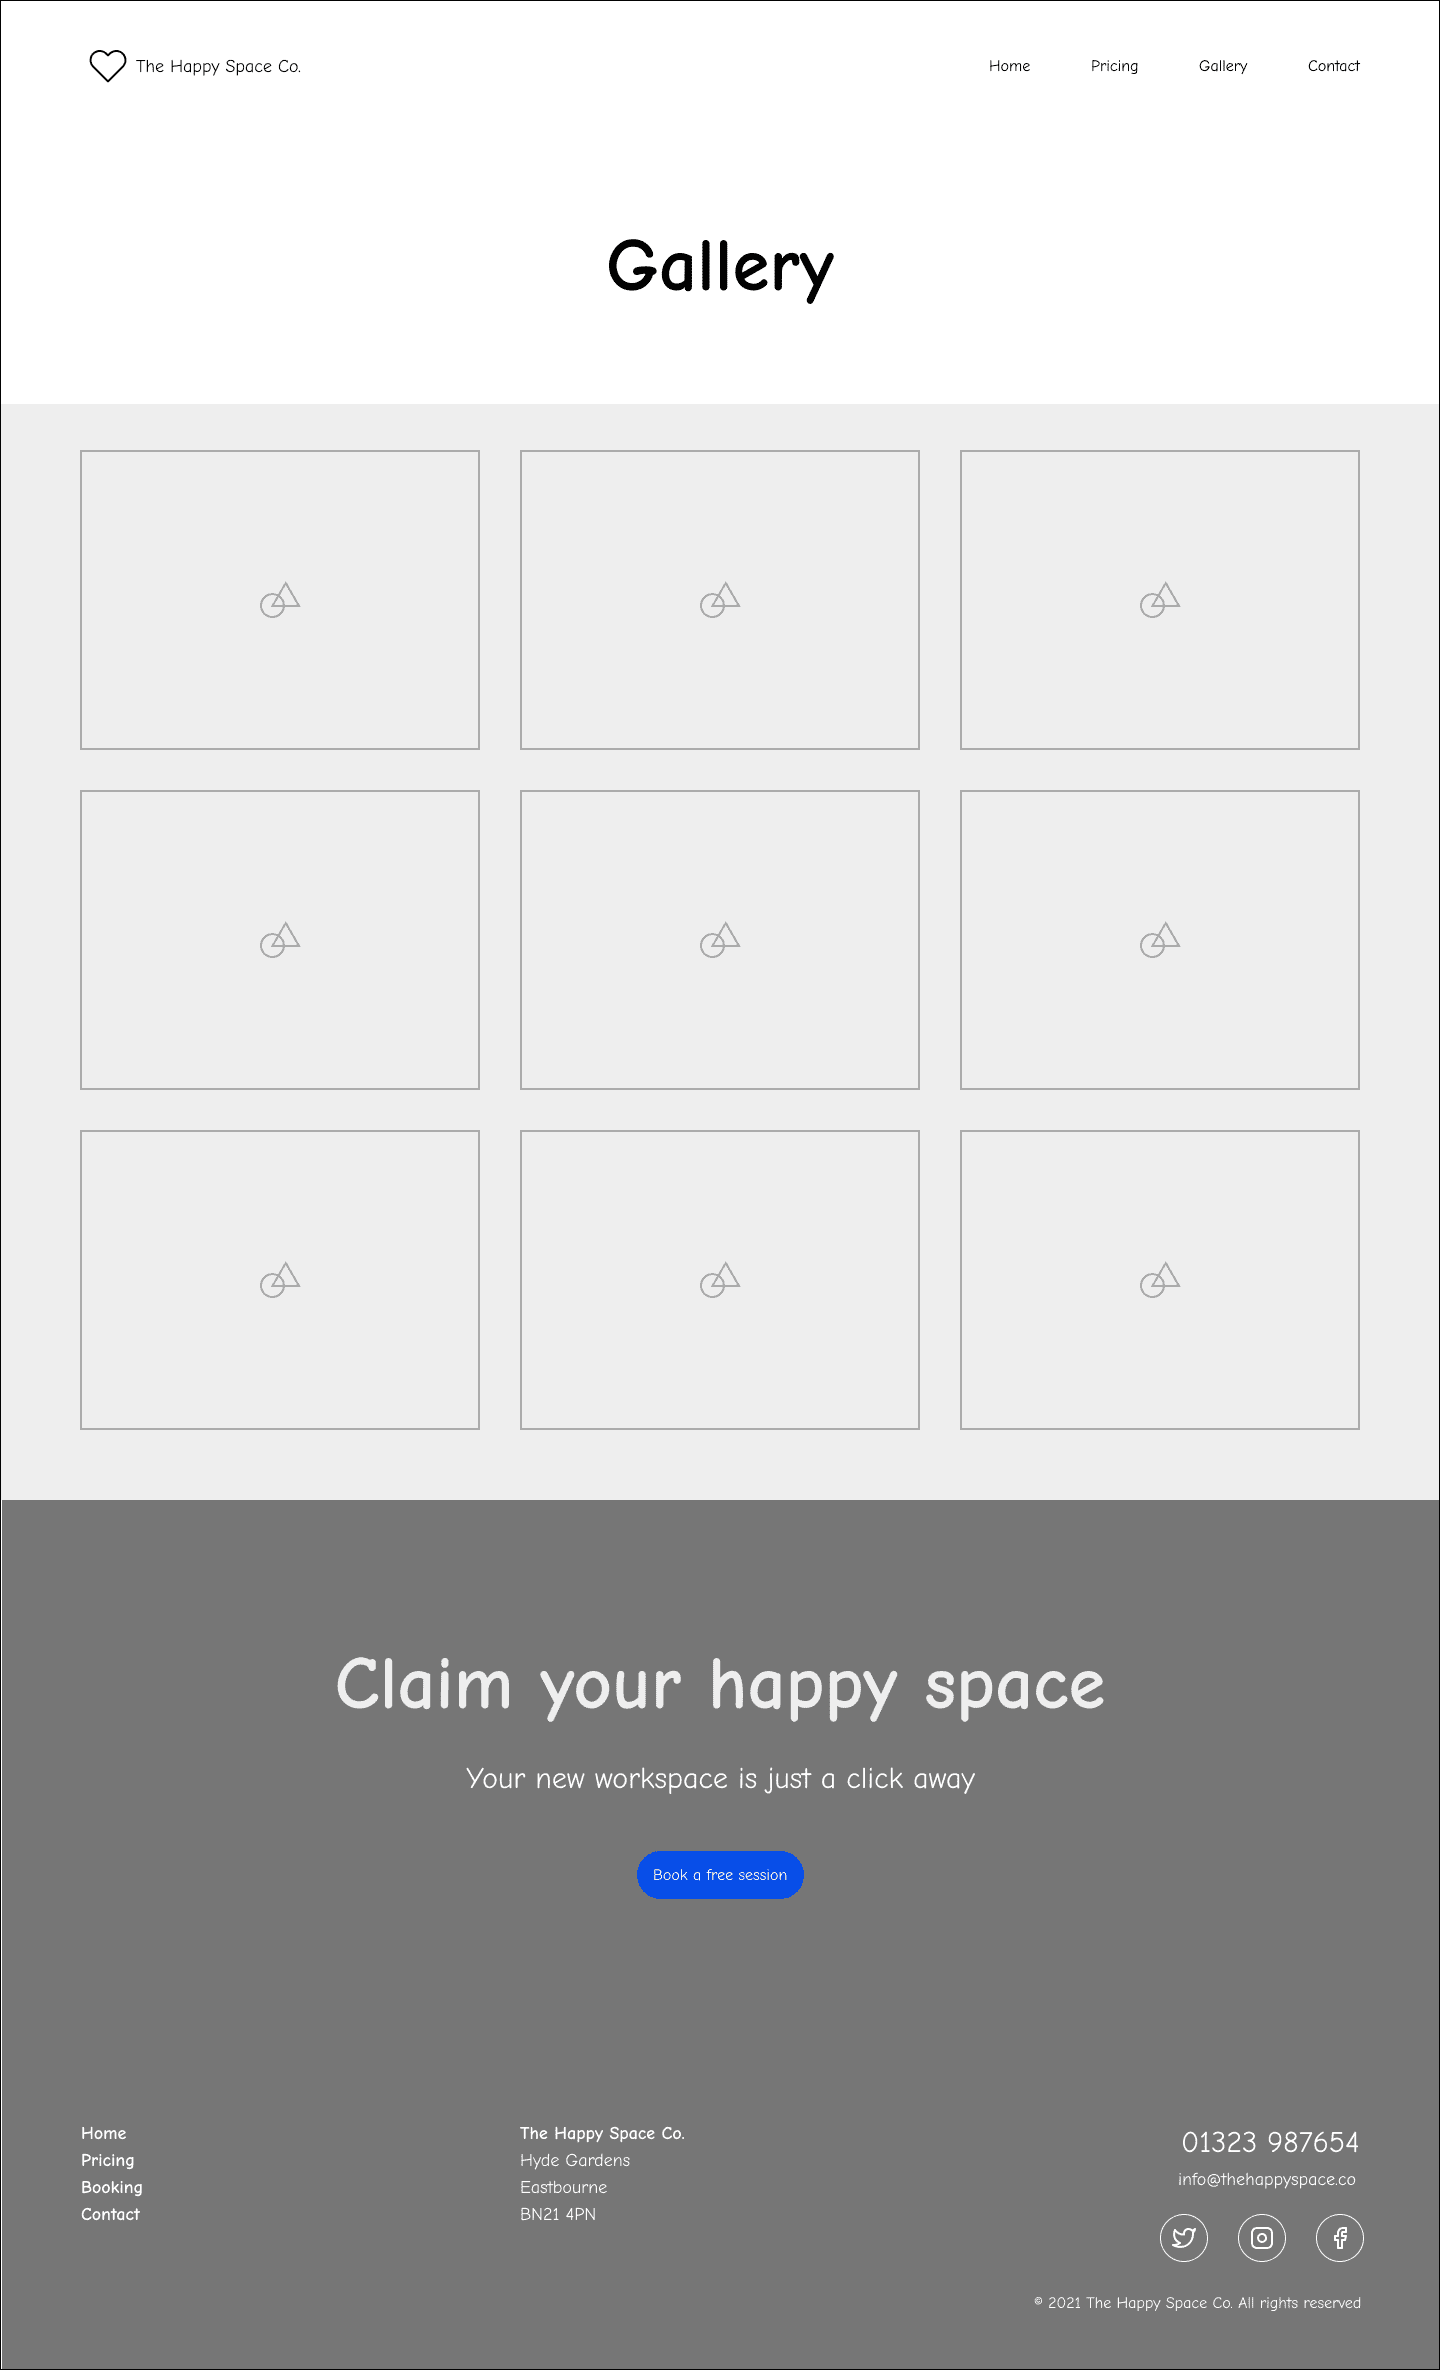 The Happy Space Co.
Home
Pricing
Gallery
Contact
Gallery
Claim your happy space
Your new workspace is just a click away
Book a free session
Home
Pricing
Booking
Contact
The Happy Space Co.
Hyde Gardens
Eastbourne
BN21 4PN
01323 987654
info@thehappyspace.co
© 2021 The Happy Space Co. All rights reserved